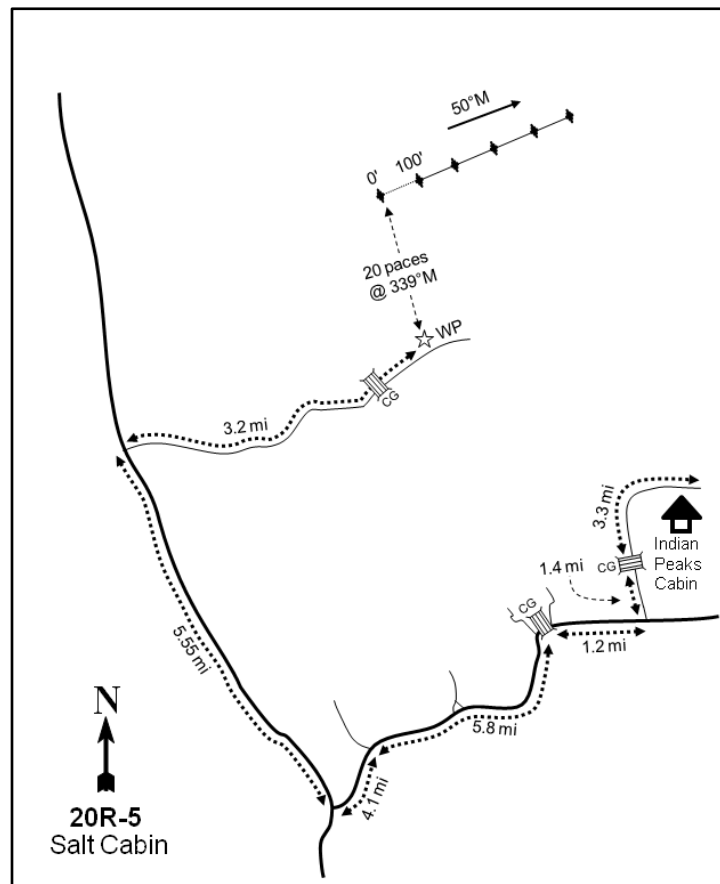 50°M
0'
100'
20 paces
@ 339°M
WP
CG
3.2 mi
3.3 mi
CG
Indian
Peaks
Cabin
1.4 mi
CG
1.2 mi
5.55 mi
5.8 mi
4.1 mi
N
20R-5
Salt Cabin